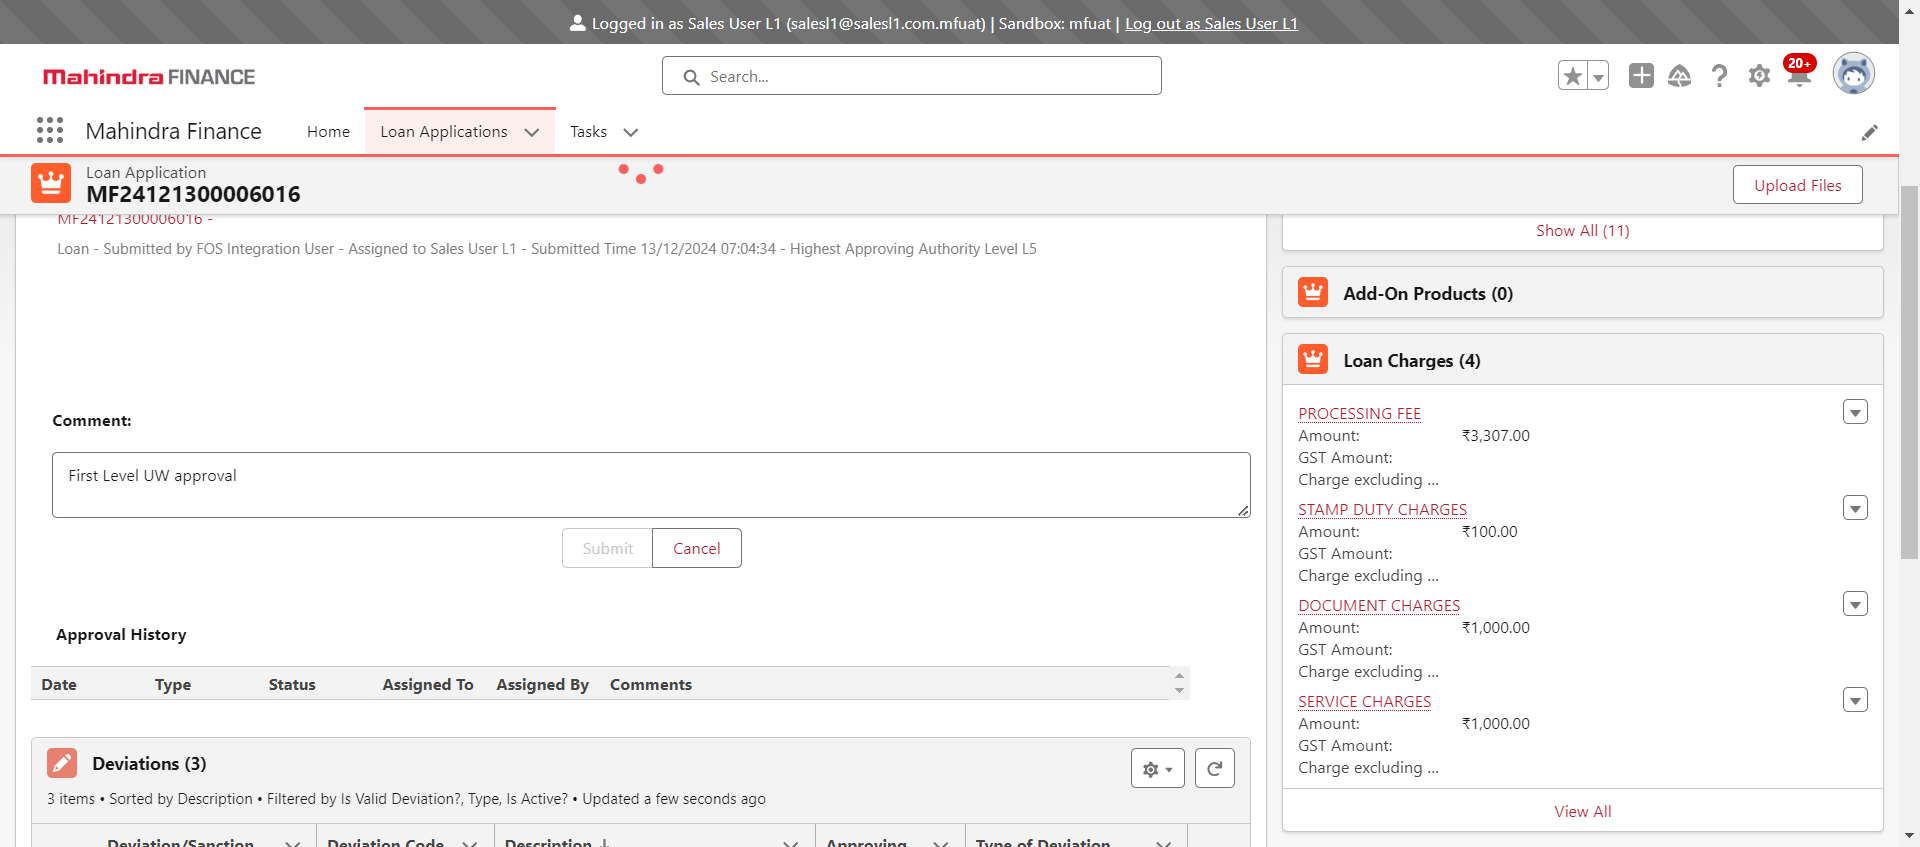 Logged in as Sales User L1 (salesl1@salesl1.com.mfuat) | Sandbox: mfuat | Log out as Sales User L1
Mahindra FINANCE
Search...
20+
Mahindra Finance
Home
Loan Applications
Tasks
Loan Application
MF24121300006016
Upload Files
MF24121300006016 -
Loan - Submitted by FOS Integration User - Assigned to Sales User L1 - Submitted Time 13/12/2024 07:04:34 - Highest Approving Authority Level L5
Comment:
First Level UW approval
Submit
Cancel
Approval History
Date Type Status Assigned To Assigned By Comments
Deviations (3)
3 items • Sorted by Description • Filtered by Is Valid Deviation?, Type, Is Active? • Updated a few seconds ago
Deviation/Sanction Deviation Code Description Approving Type of Deviation
Show All (11)
Add-On Products (0)
Loan Charges (4)
PROCESSING FEE
Amount: ₹3,307.00
GST Amount:
Charge excluding ...
STAMP DUTY CHARGES
Amount: ₹100.00
GST Amount:
Charge excluding ...
DOCUMENT CHARGES
Amount: ₹1,000.00
GST Amount:
Charge excluding ...
SERVICE CHARGES
Amount: ₹1,000.00
GST Amount:
Charge excluding ...
View All